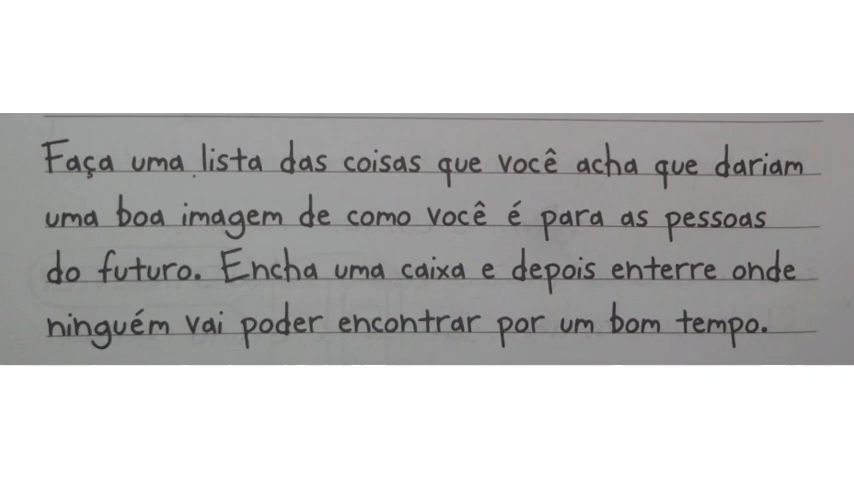 Faça uma lista das coisas que você acha que dariam
uma boa imagem de como você é para as pessoas
do futuro. Encha uma caixa e depois enterre onde
ninguém vai poder encontrar por um bom tempo.